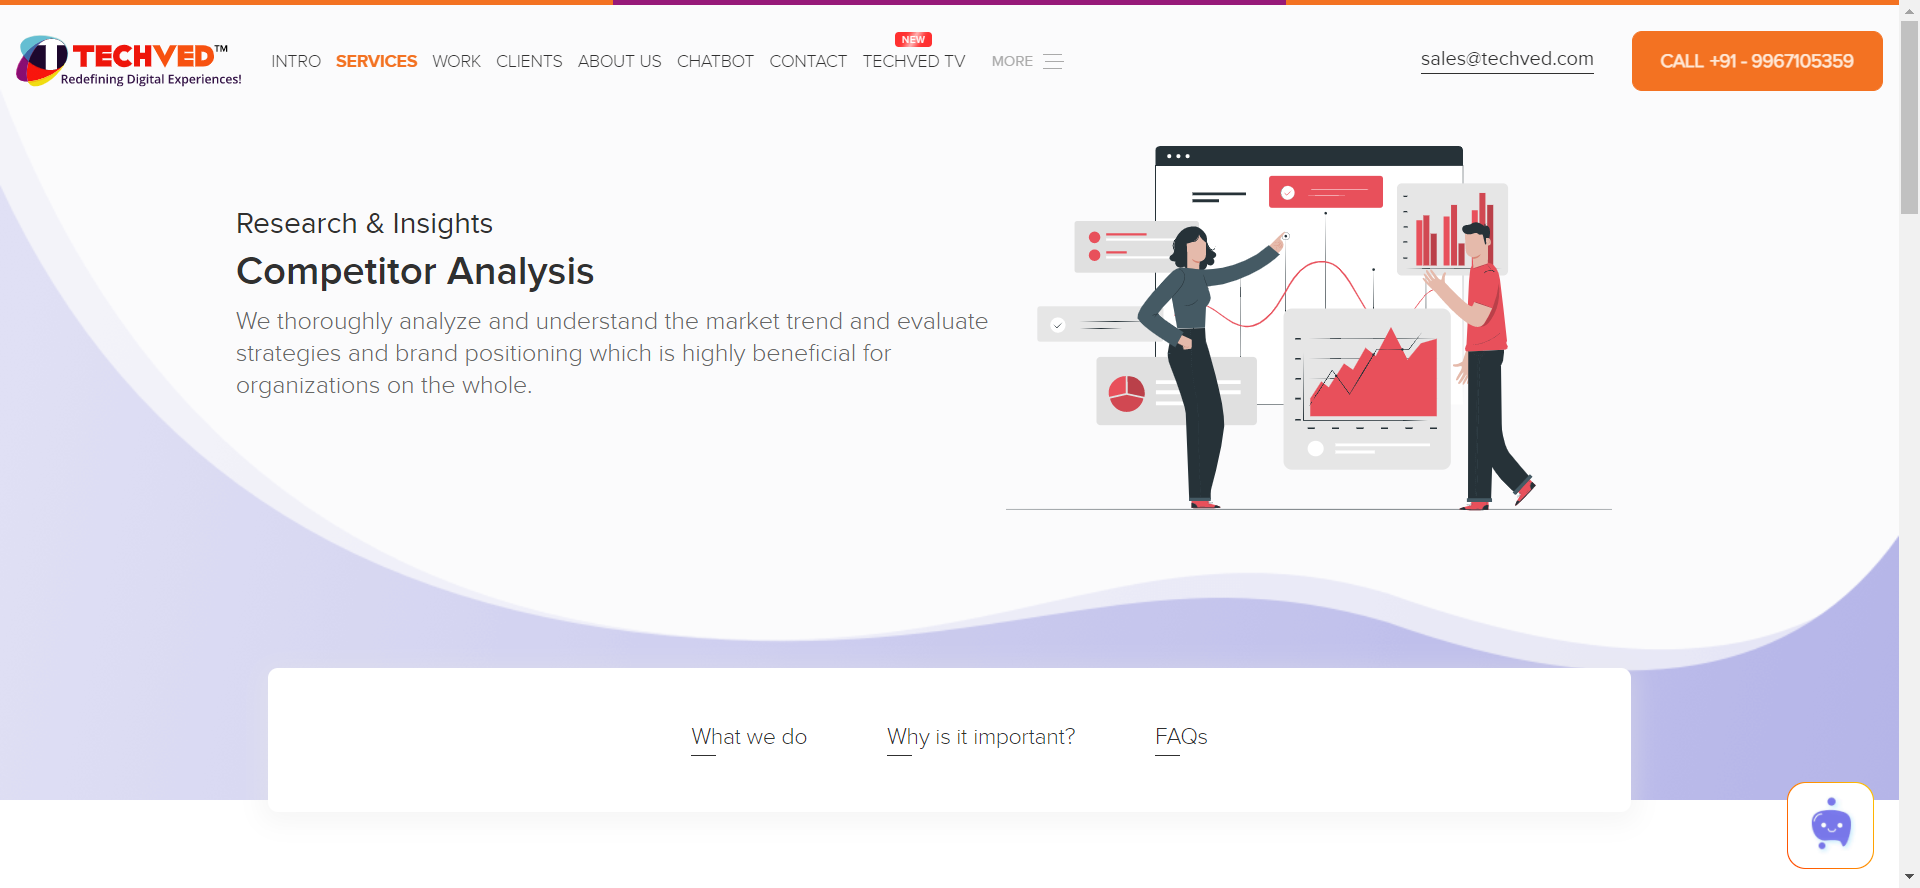 TECHVED™
Redefining Digital Experiences!
INTRO SERVICES WORK CLIENTS ABOUT US CHATBOT CONTACT TECHVED TV NEW MORE
sales@techved.com
CALL +91 - 9967105359
Research & Insights
Competitor Analysis
We thoroughly analyze and understand the market trend and evaluate
strategies and brand positioning which is highly beneficial for
organizations on the whole.
What we do Why is it important? FAQs